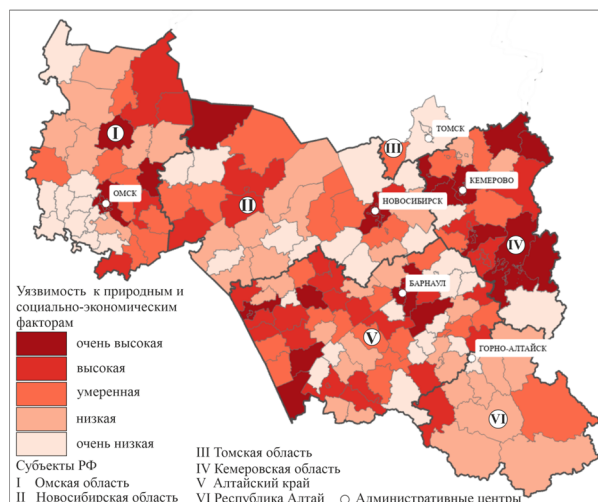 ТОМСК
I
III
КЕМЕРОВО
ОМСК
II
НОВОСИБИРСК
IV
БАРНАУЛ
V
ГОРНО-АЛТАЙСК
VI
Уязвимость к природным и
социально-экономическим
факторам
очень высокая
высокая
умеренная
низкая
очень низкая
Субъекты РФ
I Омская область
II Новосибирская область
III Томская область
IV Кемеровская область
V Алтайский край
VI Республика Алтай
Административные центры